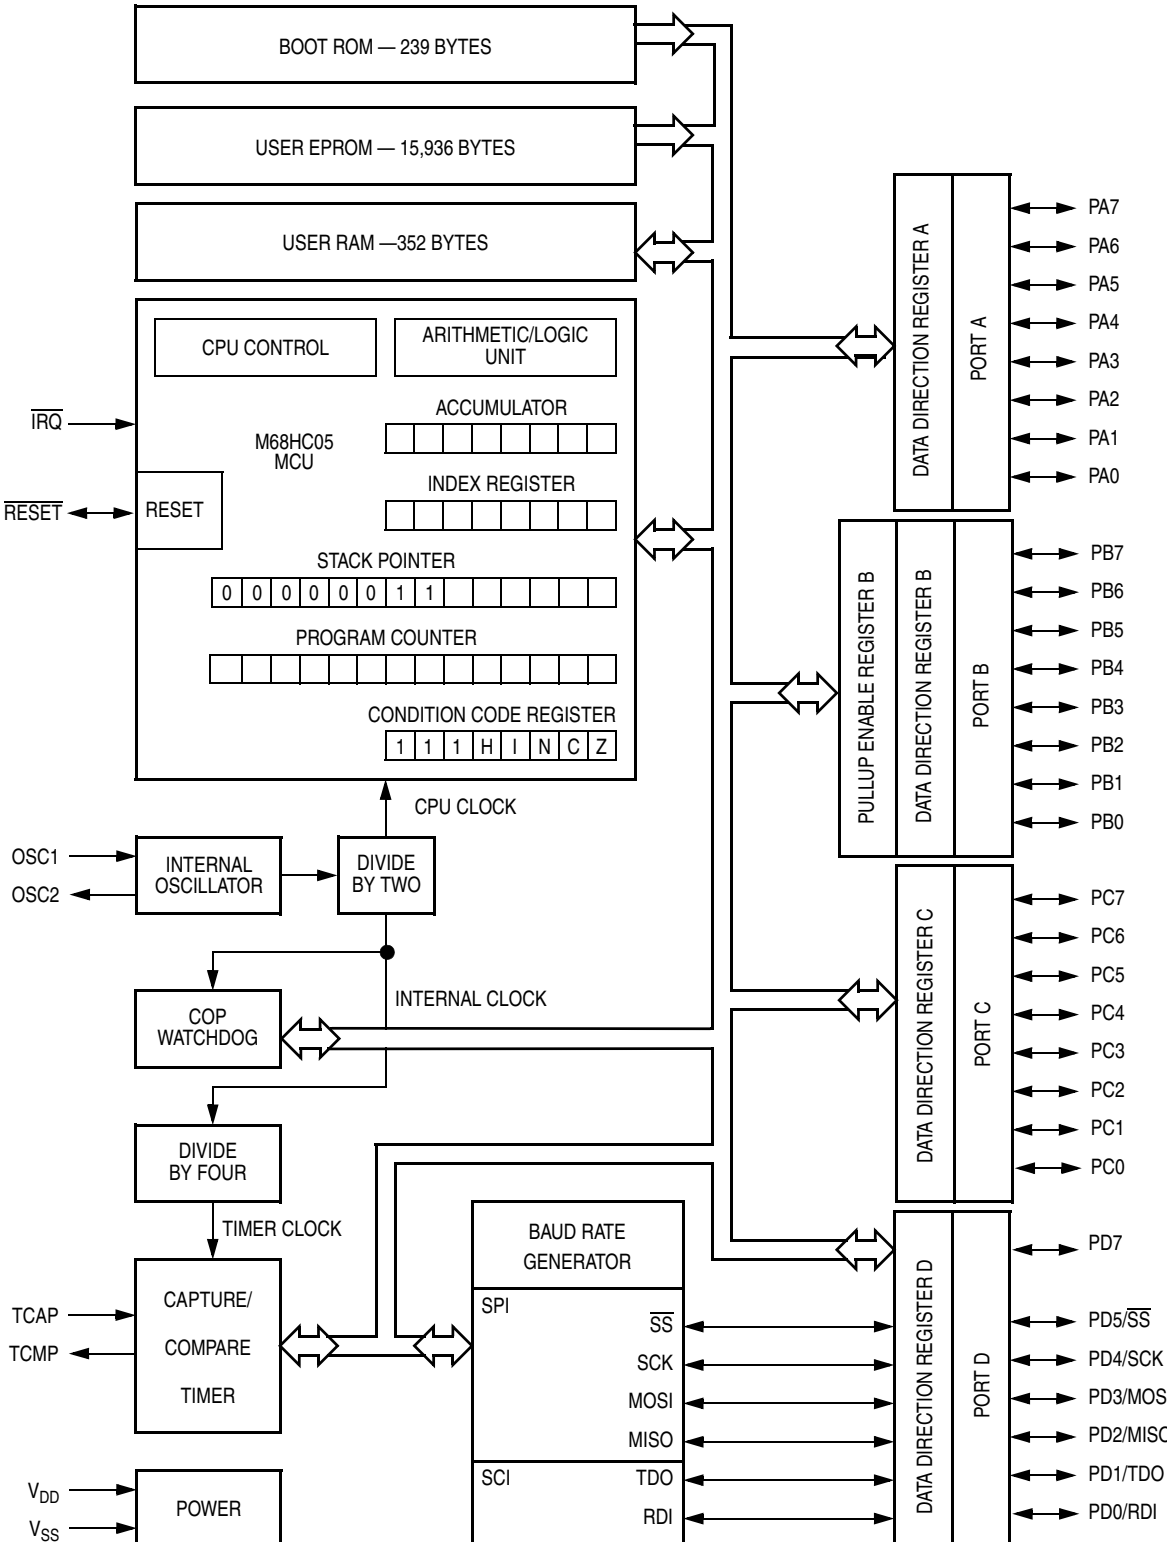 BOOT ROM — 239 BYTES
USER EPROM — 15,936 BYTES
USER RAM —352 BYTES
CPU CONTROL
ARITHMETIC/LOGIC
UNIT
IRQ
M68HC05
MCU
ACCUMULATOR
RESET
RESET
INDEX REGISTER
STACK POINTER
0 0 0 0 0 0 1 1
PROGRAM COUNTER
CONDITION CODE REGISTER
1 1 1 H I N C Z
CPU CLOCK
OSC1
OSC2
INTERNAL
OSCILLATOR
DIVIDE
BY TWO
INTERNAL CLOCK
COP
WATCHDOG
DIVIDE
BY FOUR
TIMER CLOCK
TCAP
TCMP
CAPTURE/
COMPARE
TIMER
VDD
VSS
POWER
BAUD RATE
GENERATOR
SPI
SS
SCK
MOSI
MISO
SCI
TDO
RDI
DATA DIRECTION REGISTER A
PORT A
PA7
PA6
PA5
PA4
PA3
PA2
PA1
PA0
PULLUP ENABLE REGISTER B
DATA DIRECTION REGISTER B
PORT B
PB7
PB6
PB5
PB4
PB3
PB2
PB1
PB0
DATA DIRECTION REGISTER C
PORT C
PC7
PC6
PC5
PC4
PC3
PC2
PC1
PC0
DATA DIRECTION REGISTER D
PORT D
PD7
PD5/SS
PD4/SCK
PD3/MOS
PD2/MISO
PD1/TDO
PD0/RDI